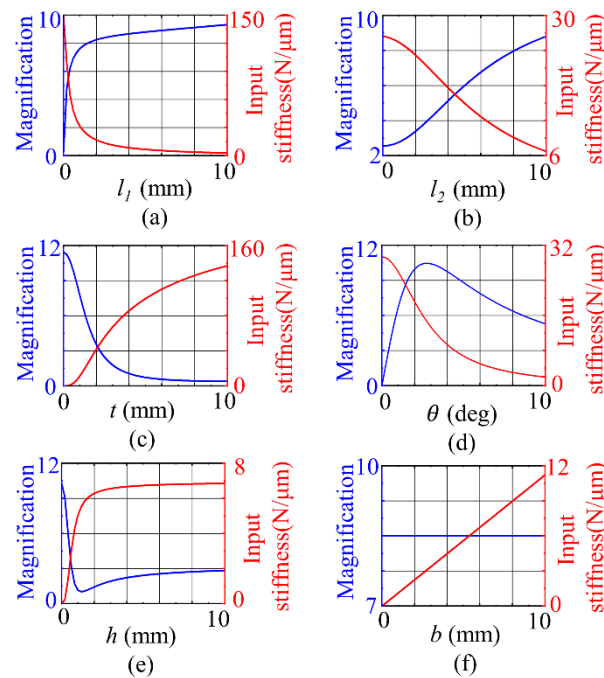 10
Magnification
0
150
Input
stiffness(N/μm)
0
0
10
l1 (mm)
(a)
10
Magnification
2
30
Input
stiffness(N/μm)
6
0
10
l2 (mm)
(b)
12
Magnification
0
160
Input
stiffness(N/μm)
0
0
10
t (mm)
(c)
12
Magnification
0
32
Input
stiffness(N/μm)
0
0
10
θ (deg)
(d)
12
Magnification
0
8
Input
stiffness(N/μm)
0
0
10
h (mm)
(e)
10
Magnification
7
12
Input
stiffness(N/μm)
0
0
10
b (mm)
(f)